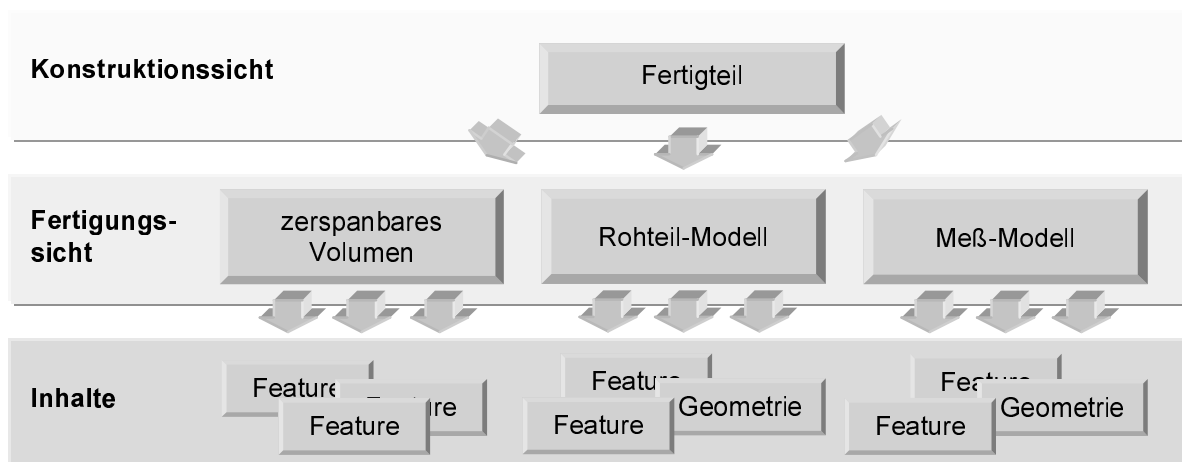 Konstruktionssicht
Fertigteil
Fertigungs-
sicht
zerspanbares
Volumen
Rohteil-Modell
Meß-Modell
Inhalte
Feature
Feature
Feature
Feature
Geometrie
Feature
Feature
Geometrie
Feature